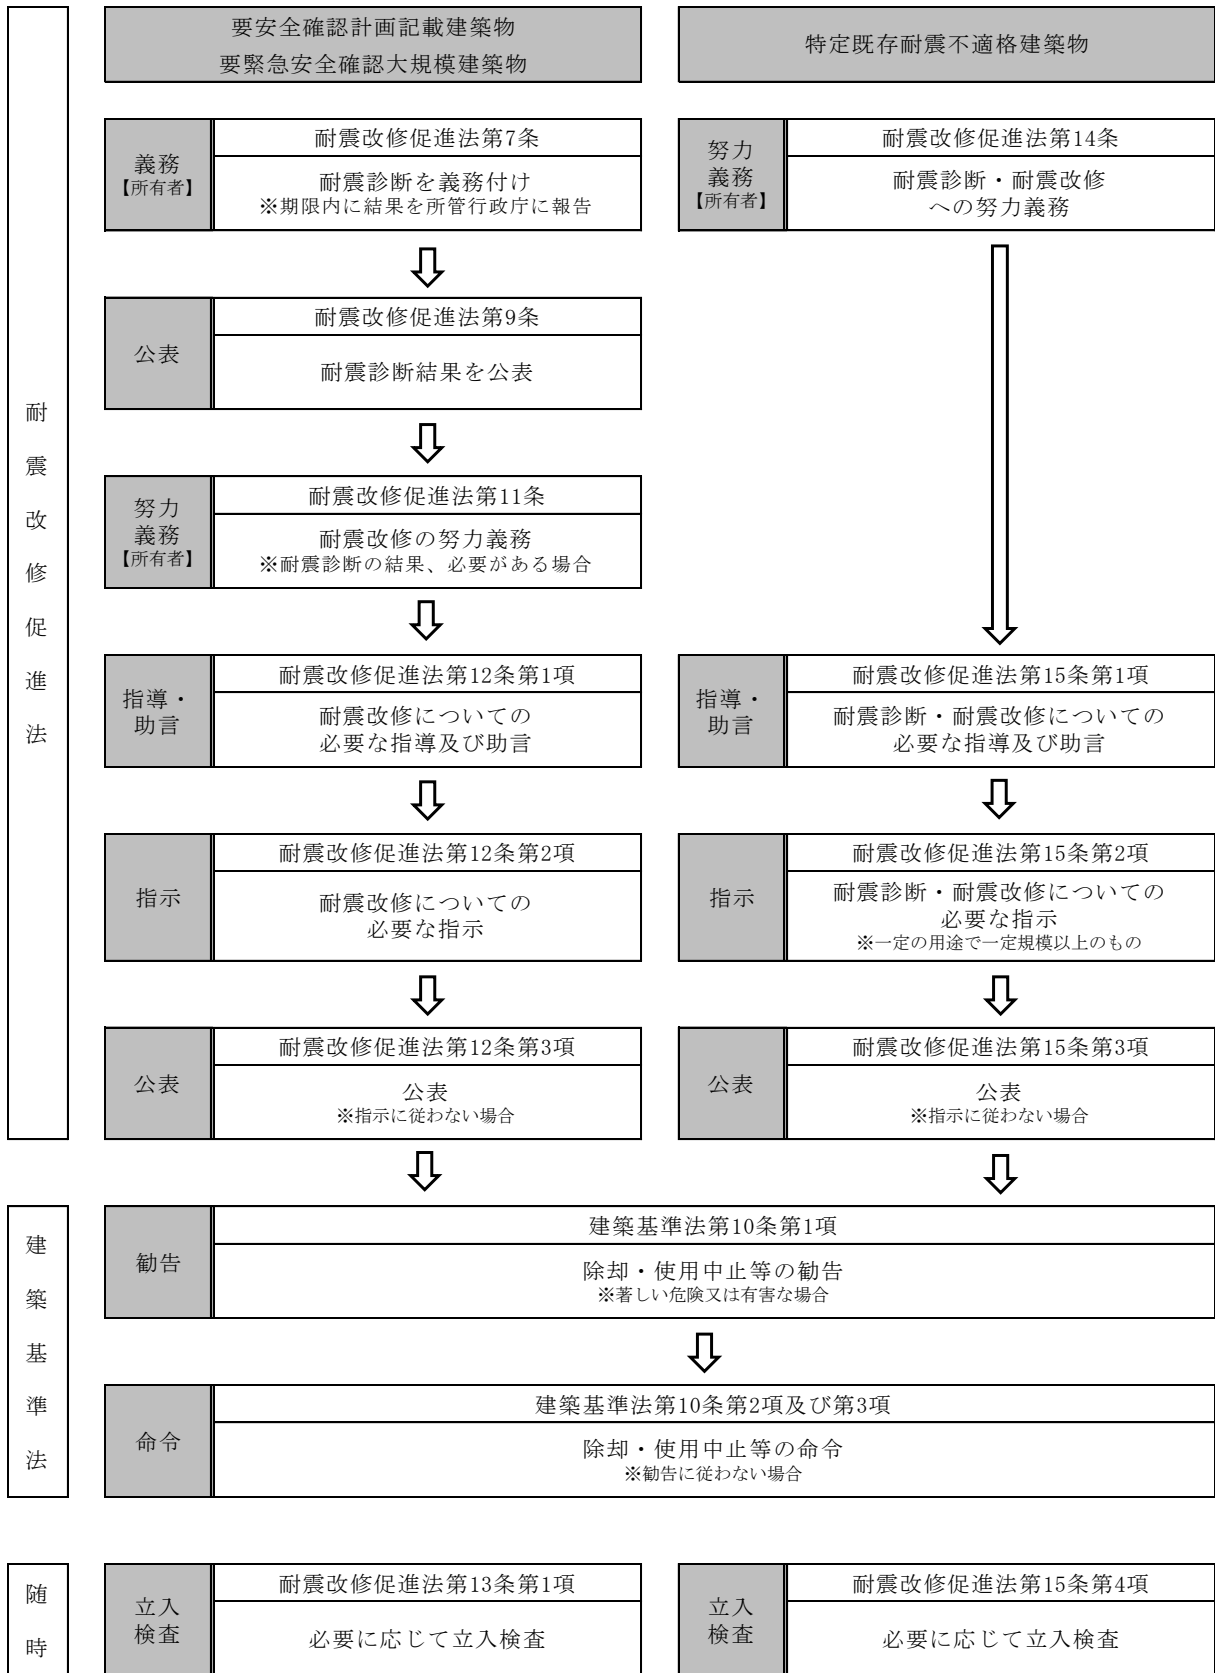 耐震改修促進法
要安全確認計画記載建築物
要緊急安全確認大規模建築物
特定既存耐震不適格建築物
義務
【所有者】
耐震改修促進法第7条
耐震診断を義務付け
※期限内に結果を所管行政庁に報告
努力
義務
【所有者】
耐震改修促進法第14条
耐震診断・耐震改修
への努力義務
公表
耐震改修促進法第9条
耐震診断結果を公表
努力
義務
【所有者】
耐震改修促進法第11条
耐震改修の努力義務
※耐震診断の結果、必要がある場合
指導・
助言
耐震改修促進法第12条第1項
耐震改修についての
必要な指導及び助言
指導・
助言
耐震改修促進法第15条第1項
耐震診断・耐震改修についての
必要な指導及び助言
指示
耐震改修促進法第12条第2項
耐震改修についての
必要な指示
指示
耐震改修促進法第15条第2項
耐震診断・耐震改修についての
必要な指示
※一定の用途で一定規模以上のもの
公表
耐震改修促進法第12条第3項
公表
※指示に従わない場合
公表
耐震改修促進法第15条第3項
公表
※指示に従わない場合
建築基準法
勧告
建築基準法第10条第1項
除却・使用中止等の勧告
※著しい危険又は有害な場合
命令
建築基準法第10条第2項及び第3項
除却・使用中止等の命令
※勧告に従わない場合
随時
立入
検査
耐震改修促進法第13条第1項
必要に応じて立入検査
立入
検査
耐震改修促進法第15条第4項
必要に応じて立入検査